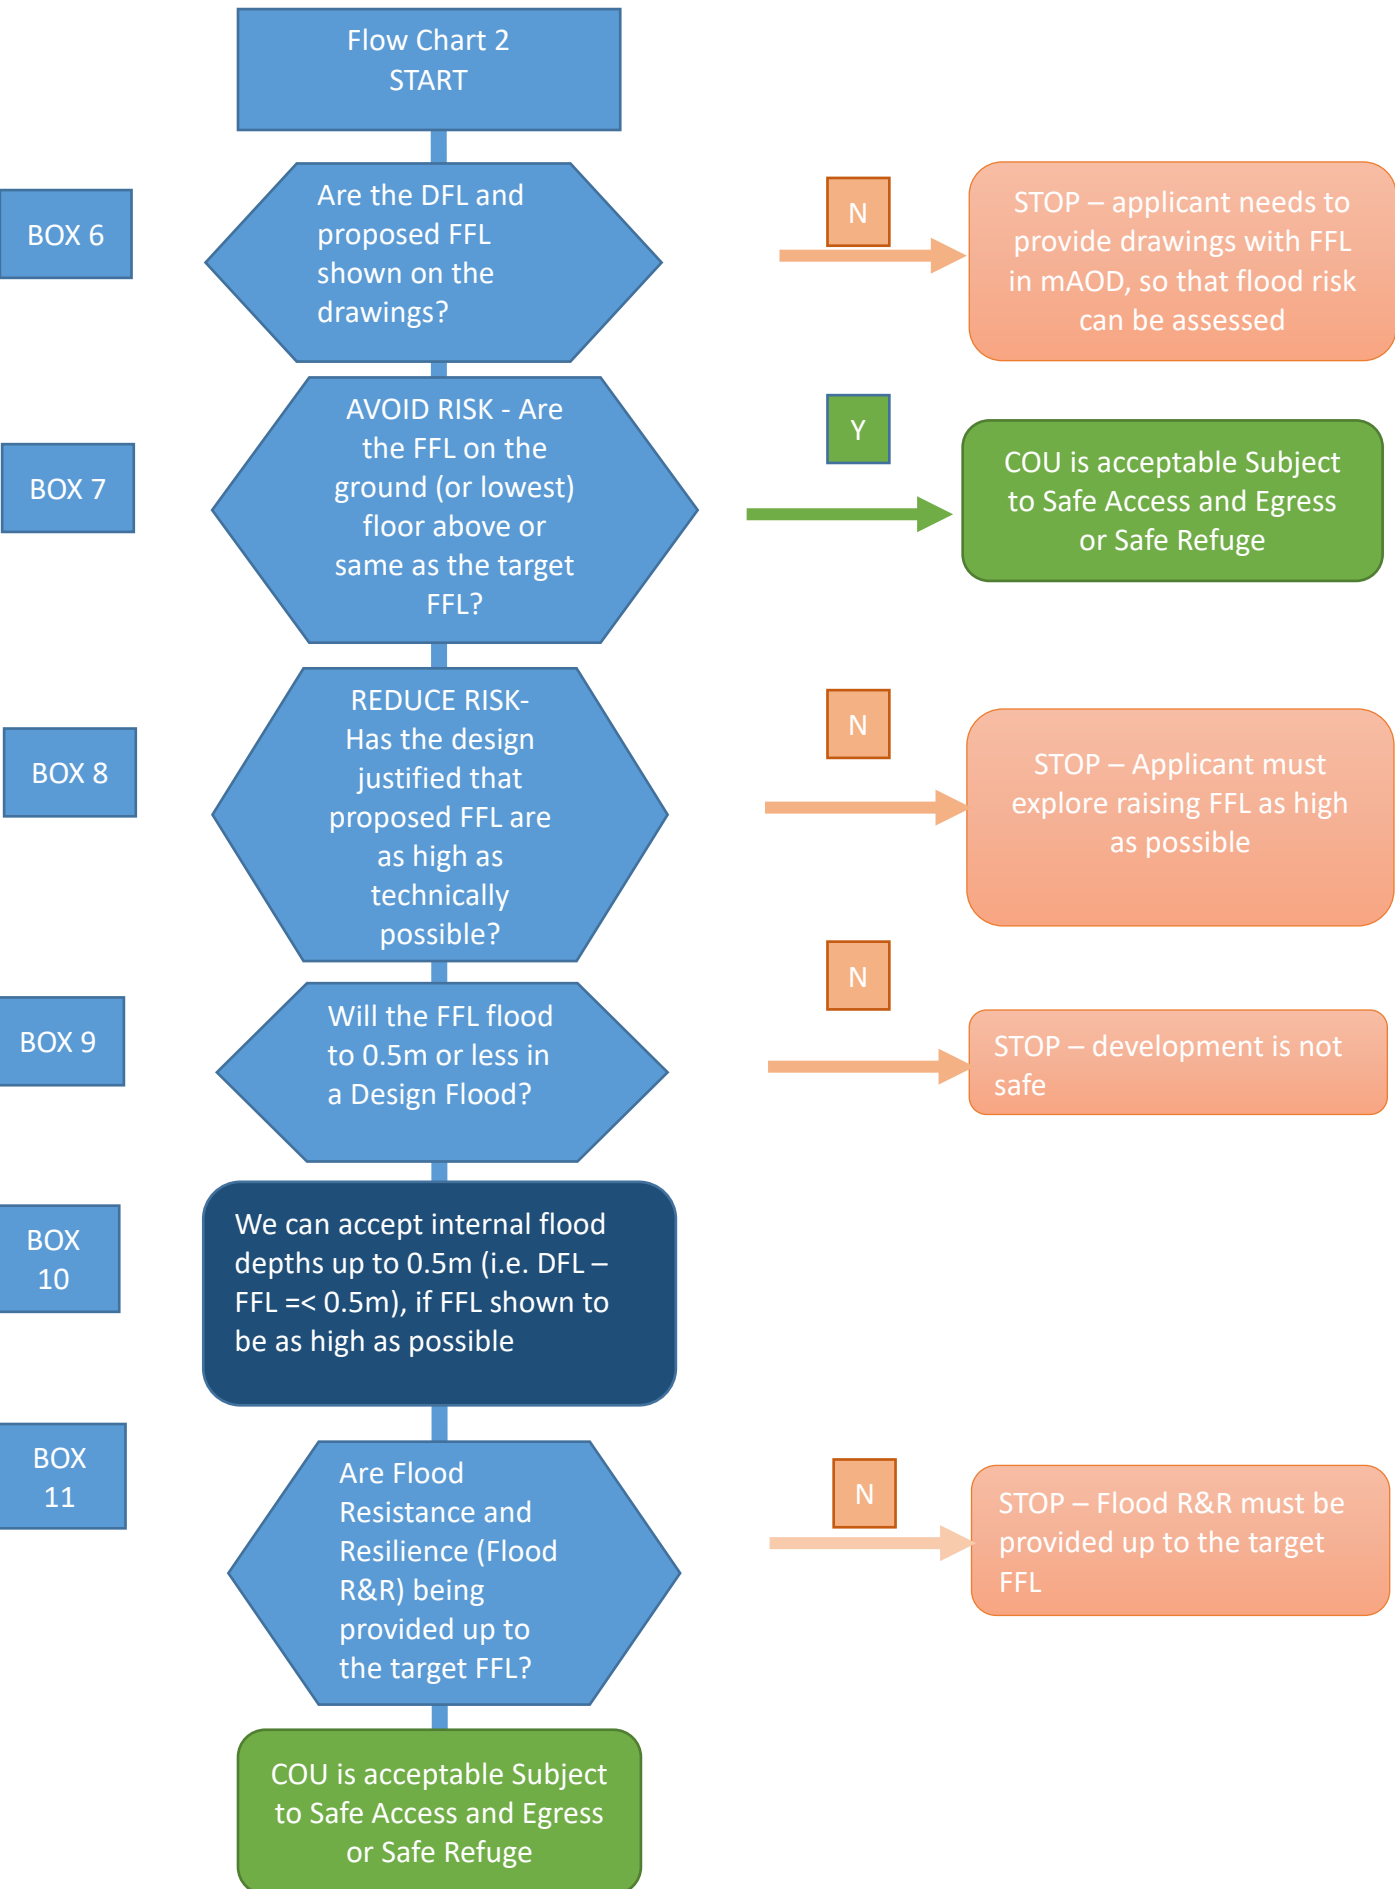 Flow Chart 2
START
BOX 6
Are the DFL and
proposed FFL
shown on the
drawings?
N
STOP – applicant needs to
provide drawings with FFL
in mAOD, so that flood risk
can be assessed
BOX 7
AVOID RISK - Are
the FFL on the
ground (or lowest)
floor above or
same as the target
FFL?
Y
COU is acceptable Subject
to Safe Access and Egress
or Safe Refuge
BOX 8
REDUCE RISK-
Has the design
justified that
proposed FFL are
as high as
technically
possible?
N
STOP – Applicant must
explore raising FFL as high
as possible
BOX 9
Will the FFL flood
to 0.5m or less in
a Design Flood?
N
STOP – development is not
safe
BOX
10
We can accept internal flood
depths up to 0.5m (i.e. DFL –
FFL =< 0.5m), if FFL shown to
be as high as possible
BOX
11
Are Flood
Resistance and
Resilience (Flood
R&R) being
provided up to
the target FFL?
N
STOP – Flood R&R must be
provided up to the target
FFL
COU is acceptable Subject
to Safe Access and Egress
or Safe Refuge